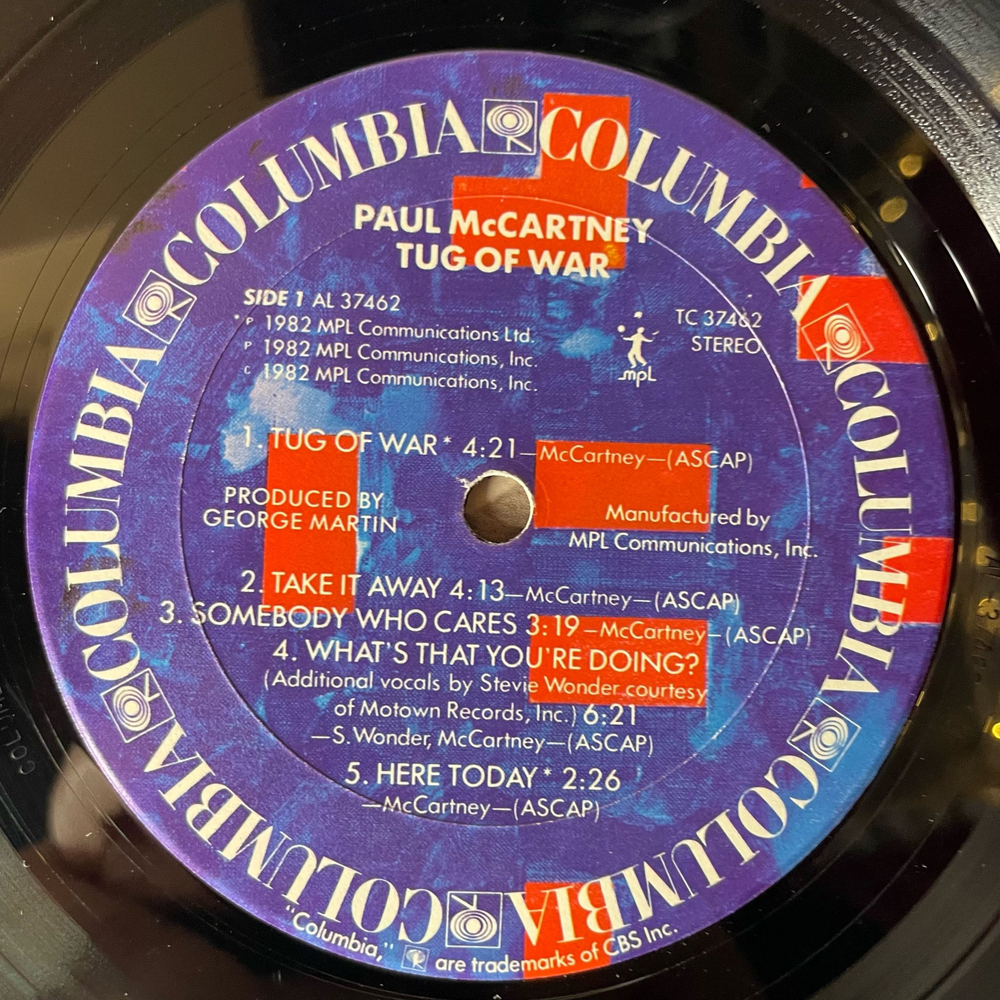 COLUMBIA COLUMBIA COLUMBIA COLUMBIA COLUMBIA COLUMBIA COLUMBIA
PAUL McCARTNEY
TUG OF WAR
SIDE 1 AL 37462
TC 37462
STEREO
* P 1982 MPL Communications Ltd.
P 1982 MPL Communications, Inc.
C 1982 MPL Communications, Inc.
mpL
1. TUG OF WAR* 4:21—McCartney—(ASCAP)
PRODUCED BY
GEORGE MARTIN
Manufactured by
MPL Communications, Inc.
2. TAKE IT AWAY 4:13—McCartney—(ASCAP)
3. SOMEBODY WHO CARES 3:19—McCartney—(ASCAP)
4. WHAT'S THAT YOU'RE DOING?
(Additional vocals by Stevie Wonder courtesy
of Motown Records, Inc.) 6:21
—S. Wonder, McCartney—(ASCAP)
5. HERE TODAY* 2:26
—McCartney—(ASCAP)
"Columbia," are trademarks of CBS Inc.